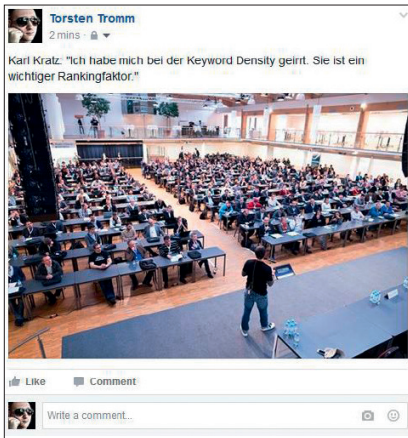 Torsten Tromm
2 mins
Karl Kratz: "Ich habe mich bei der Keyword Density geirrt. Sie ist ein
wichtiger Rankingfaktor."
Like Comment
Write a comment...